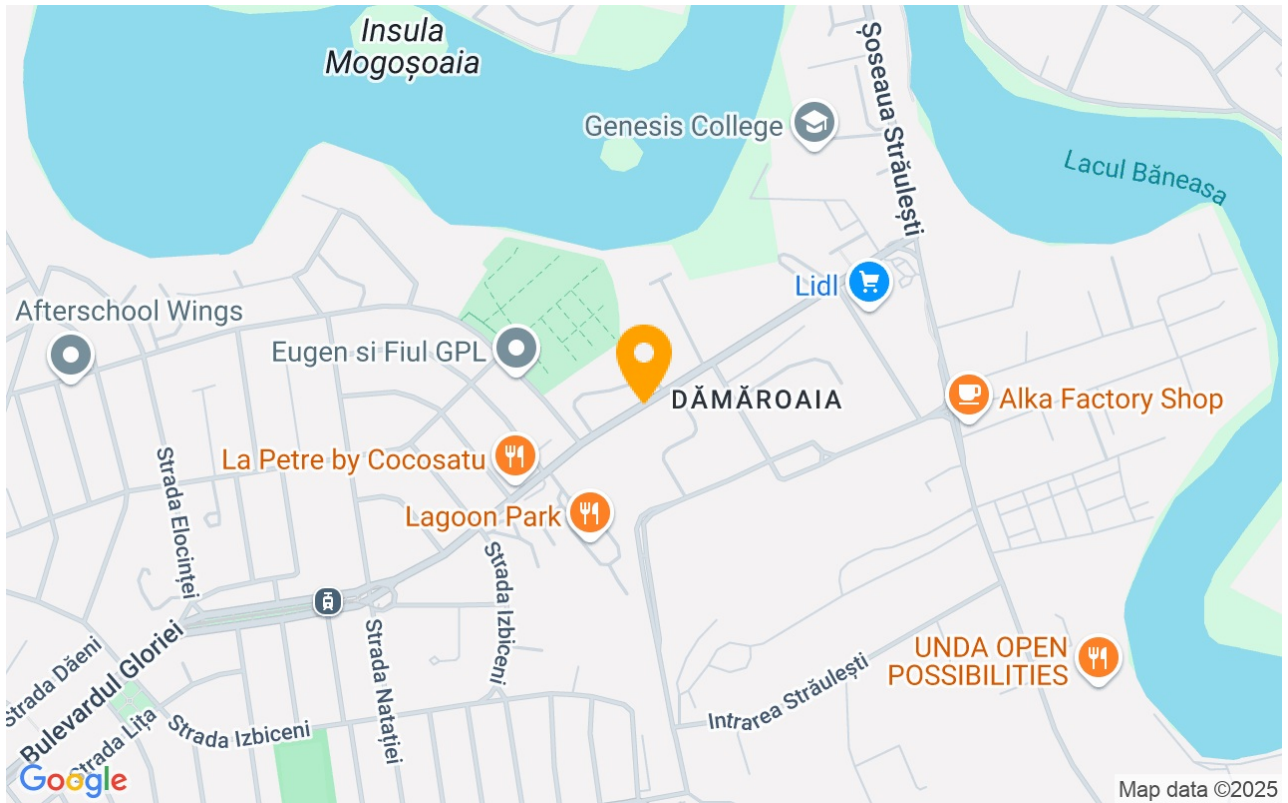 Insula
Mogoșoaia
Șoseaua Străulești
Genesis College
Lacul Băneasa
Lidl
Afterschool Wings
Eugen si Fiul GPL
DĂMĂROAIA
Alka Factory Shop
La Petre by Cocosatu
Lagoon Park
Strada Elocinței
Strada Izbiceni
Strada Natației
Bulevardul Gloriei
Strada Dăeni
Strada Lița
Strada Izbiceni
Intrarea Străulești
UNDA OPEN
POSSIBILITIES
Google
Map data ©2025